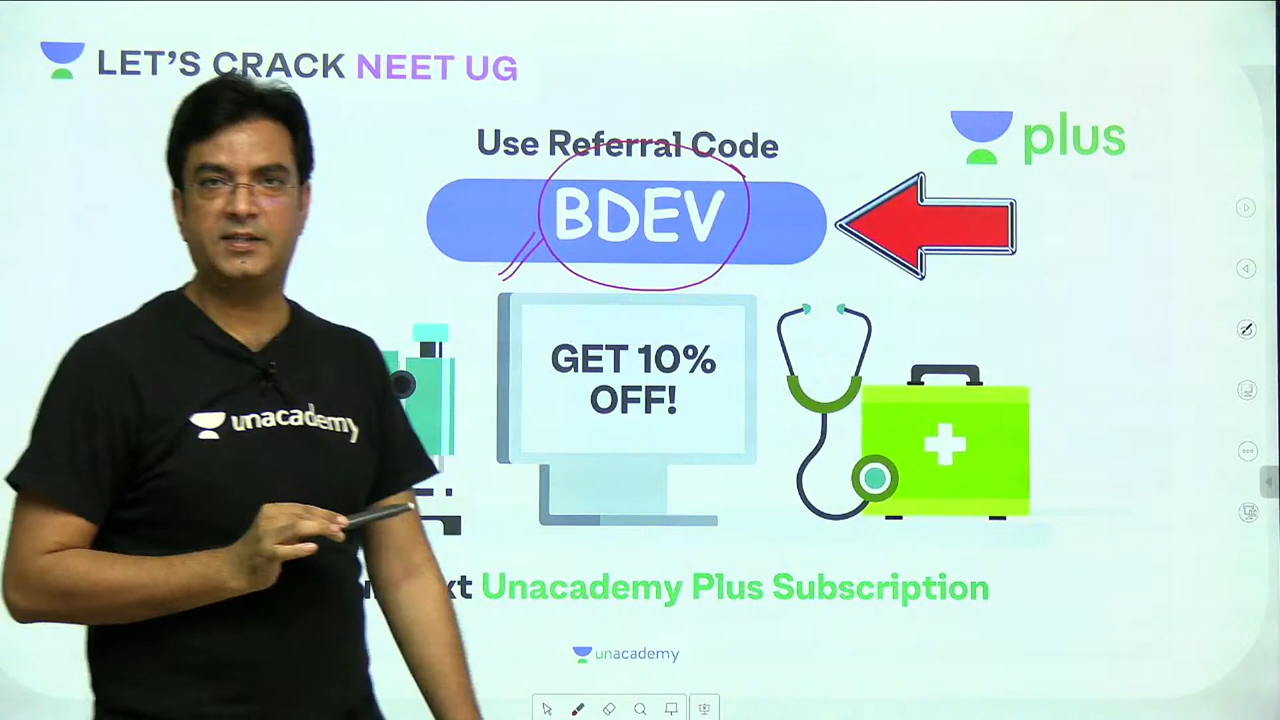 LET'S CRACK NEET UG
plus
Use Referral Code
BDEV
GET 10%
OFF!
unacademy
Unacademy Plus Subscription
unacademy